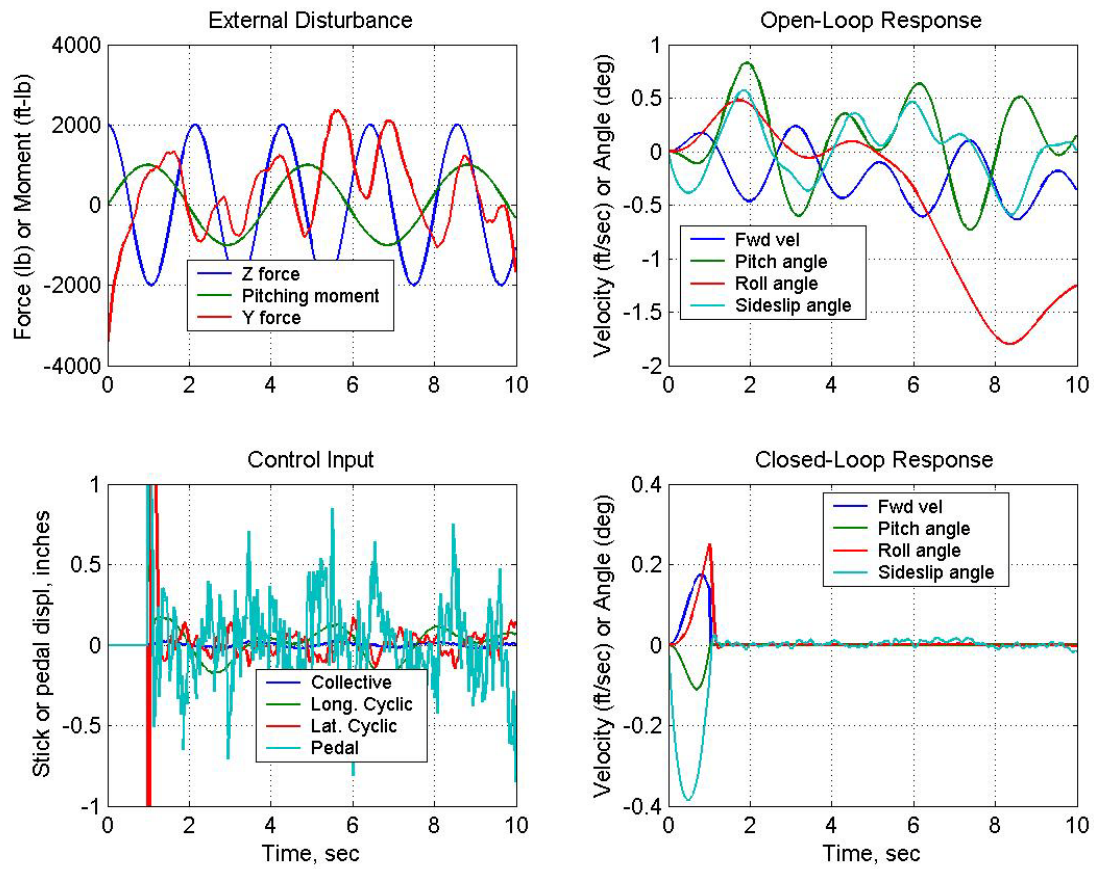 External Disturbance
Force (lb) or Moment (ft-lb)
4000
2000
0
-2000
-4000
Z force
Pitching moment
Y force
0 2 4 6 8 10
Open-Loop Response
Velocity (ft/sec) or Angle (deg)
1
0.5
0
-0.5
-1
-1.5
-2
Fwd vel
Pitch angle
Roll angle
Sideslip angle
0 2 4 6 8 10
Control Input
Stick or pedal displ, inches
1
0.5
0
-0.5
-1
Collective
Long. Cyclic
Lat. Cyclic
Pedal
0 2 4 6 8 10
Time, sec
Closed-Loop Response
Velocity (ft/sec) or Angle (deg)
0.4
0.2
0
-0.2
-0.4
Fwd vel
Pitch angle
Roll angle
Sideslip angle
0 2 4 6 8 10
Time, sec